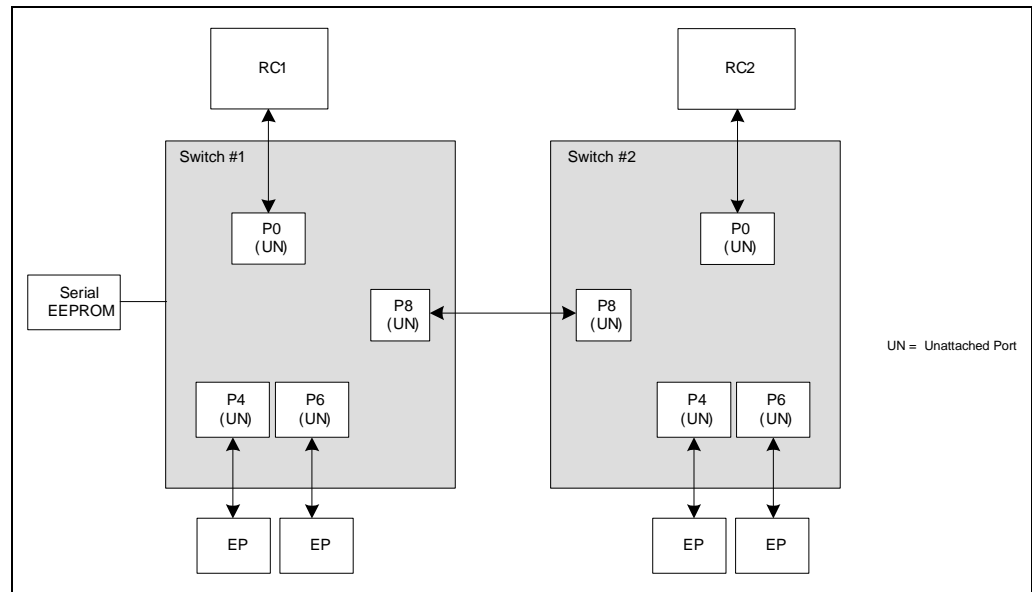 RC1
RC2
Switch #1
Switch #2
P0
(UN)
P0
(UN)
Serial
EEPROM
P8
(UN)
P8
(UN)
UN = Unattached Port
P4
(UN)
P6
(UN)
P4
(UN)
P6
(UN)
EP
EP
EP
EP